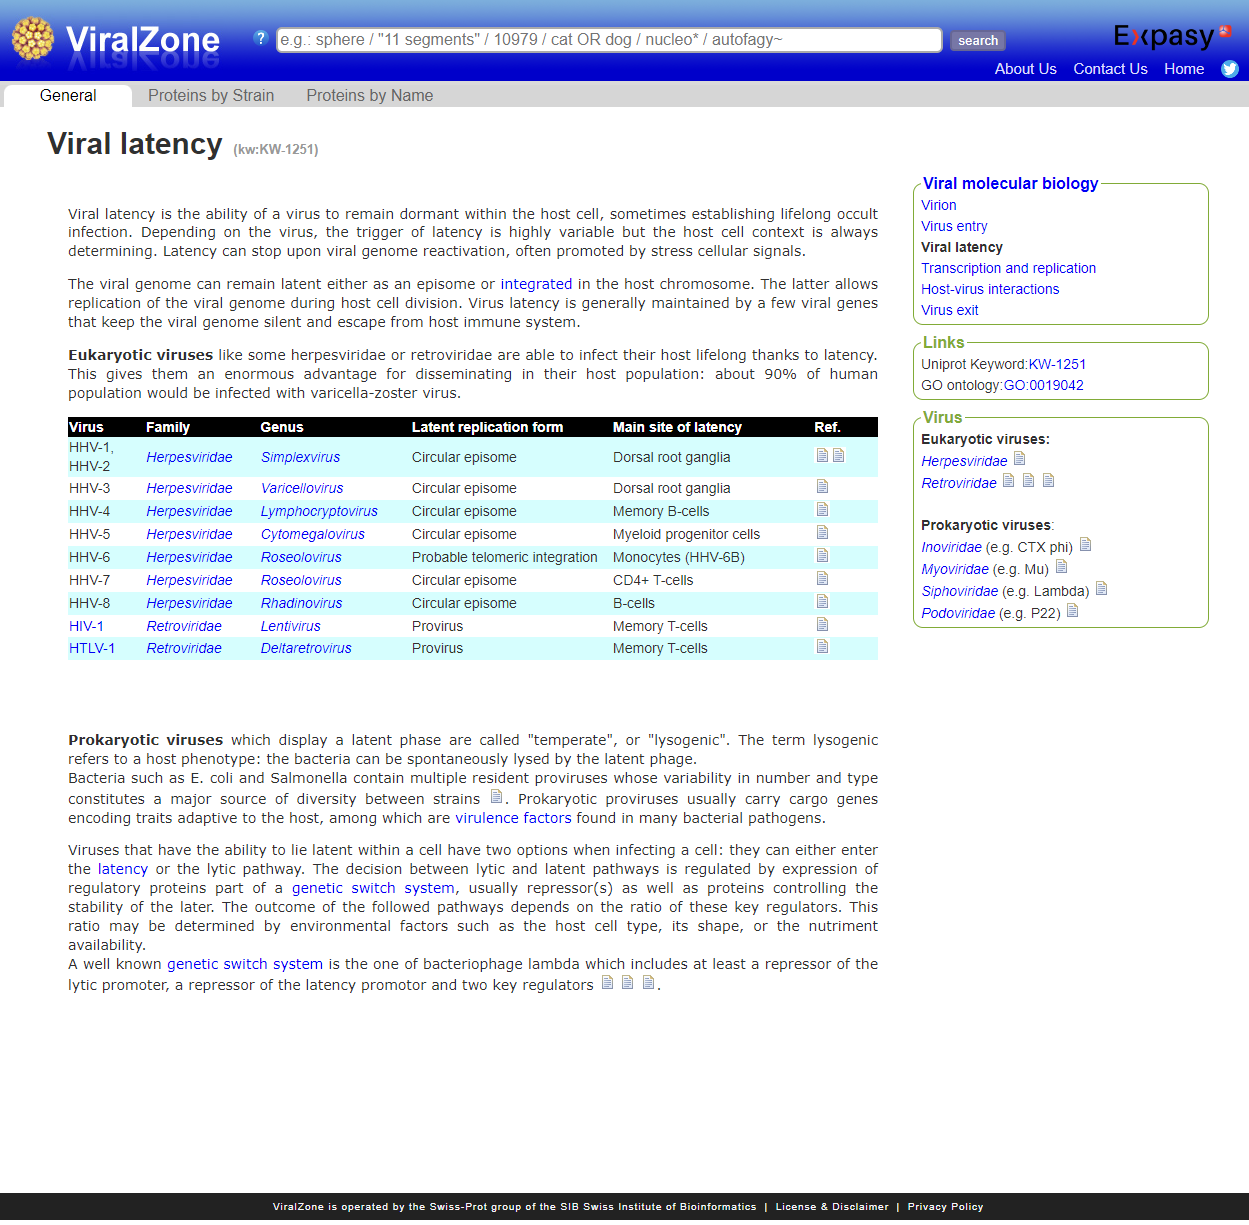 ViralZone
?
e.g.: sphere / "11 segments" / 10979 / cat OR dog / nucleo* / autofagy~
search
Expasy
About Us Contact Us Home
General Proteins by Strain Proteins by Name
Viral latency (kw:KW-1251)
Viral latency is the ability of a virus to remain dormant within the host cell, sometimes establishing lifelong occult
infection. Depending on the virus, the trigger of latency is highly variable but the host cell context is always
determining. Latency can stop upon viral genome reactivation, often promoted by stress cellular signals.
The viral genome can remain latent either as an episome or integrated in the host chromosome. The latter allows
replication of the viral genome during host cell division. Virus latency is generally maintained by a few viral genes
that keep the viral genome silent and escape from host immune system.
Eukaryotic viruses like some herpesviridae or retroviridae are able to infect their host lifelong thanks to latency.
This gives them an enormous advantage for disseminating in their host population: about 90% of human
population would be infected with varicella-zoster virus.
Virus Family Genus Latent replication form Main site of latency Ref.
HHV-1,
HHV-2 Herpesviridae Simplexvirus Circular episome Dorsal root ganglia
HHV-3 Herpesviridae Varicellovirus Circular episome Dorsal root ganglia
HHV-4 Herpesviridae Lymphocryptovirus Circular episome Memory B-cells
HHV-5 Herpesviridae Cytomegalovirus Circular episome Myeloid progenitor cells
HHV-6 Herpesviridae Roseolovirus Probable telomeric integration Monocytes (HHV-6B)
HHV-7 Herpesviridae Roseolovirus Circular episome CD4+ T-cells
HHV-8 Herpesviridae Rhadinovirus Circular episome B-cells
HIV-1 Retroviridae Lentivirus Provirus Memory T-cells
HTLV-1 Retroviridae Deltaretrovirus Provirus Memory T-cells
Prokaryotic viruses which display a latent phase are called "temperate", or "lysogenic". The term lysogenic
refers to a host phenotype: the bacteria can be spontaneously lysed by the latent phage.
Bacteria such as E. coli and Salmonella contain multiple resident proviruses whose variability in number and type
constitutes a major source of diversity between strains . Prokaryotic proviruses usually carry cargo genes
encoding traits adaptive to the host, among which are virulence factors found in many bacterial pathogens.
Viruses that have the ability to lie latent within a cell have two options when infecting a cell: they can either enter
the latency or the lytic pathway. The decision between lytic and latent pathways is regulated by expression of
regulatory proteins part of a genetic switch system, usually repressor(s) as well as proteins controlling the
stability of the later. The outcome of the followed pathways depends on the ratio of these key regulators. This
ratio may be determined by environmental factors such as the host cell type, its shape, or the nutriment
availability.
A well known genetic switch system is the one of bacteriophage lambda which includes at least a repressor of the
lytic promoter, a repressor of the latency promotor and two key regulators .
Viral molecular biology
Virion
Virus entry
Viral latency
Transcription and replication
Host-virus interactions
Virus exit
Links
Uniprot Keyword:KW-1251
GO ontology:GO:0019042
Virus
Eukaryotic viruses:
Herpesviridae
Retroviridae
Prokaryotic viruses:
Inoviridae (e.g. CTX phi)
Myoviridae (e.g. Mu)
Siphoviridae (e.g. Lambda)
Podoviridae (e.g. P22)
ViralZone is operated by the Swiss-Prot group of the SIB Swiss Institute of Bioinformatics | License & Disclaimer | Privacy Policy